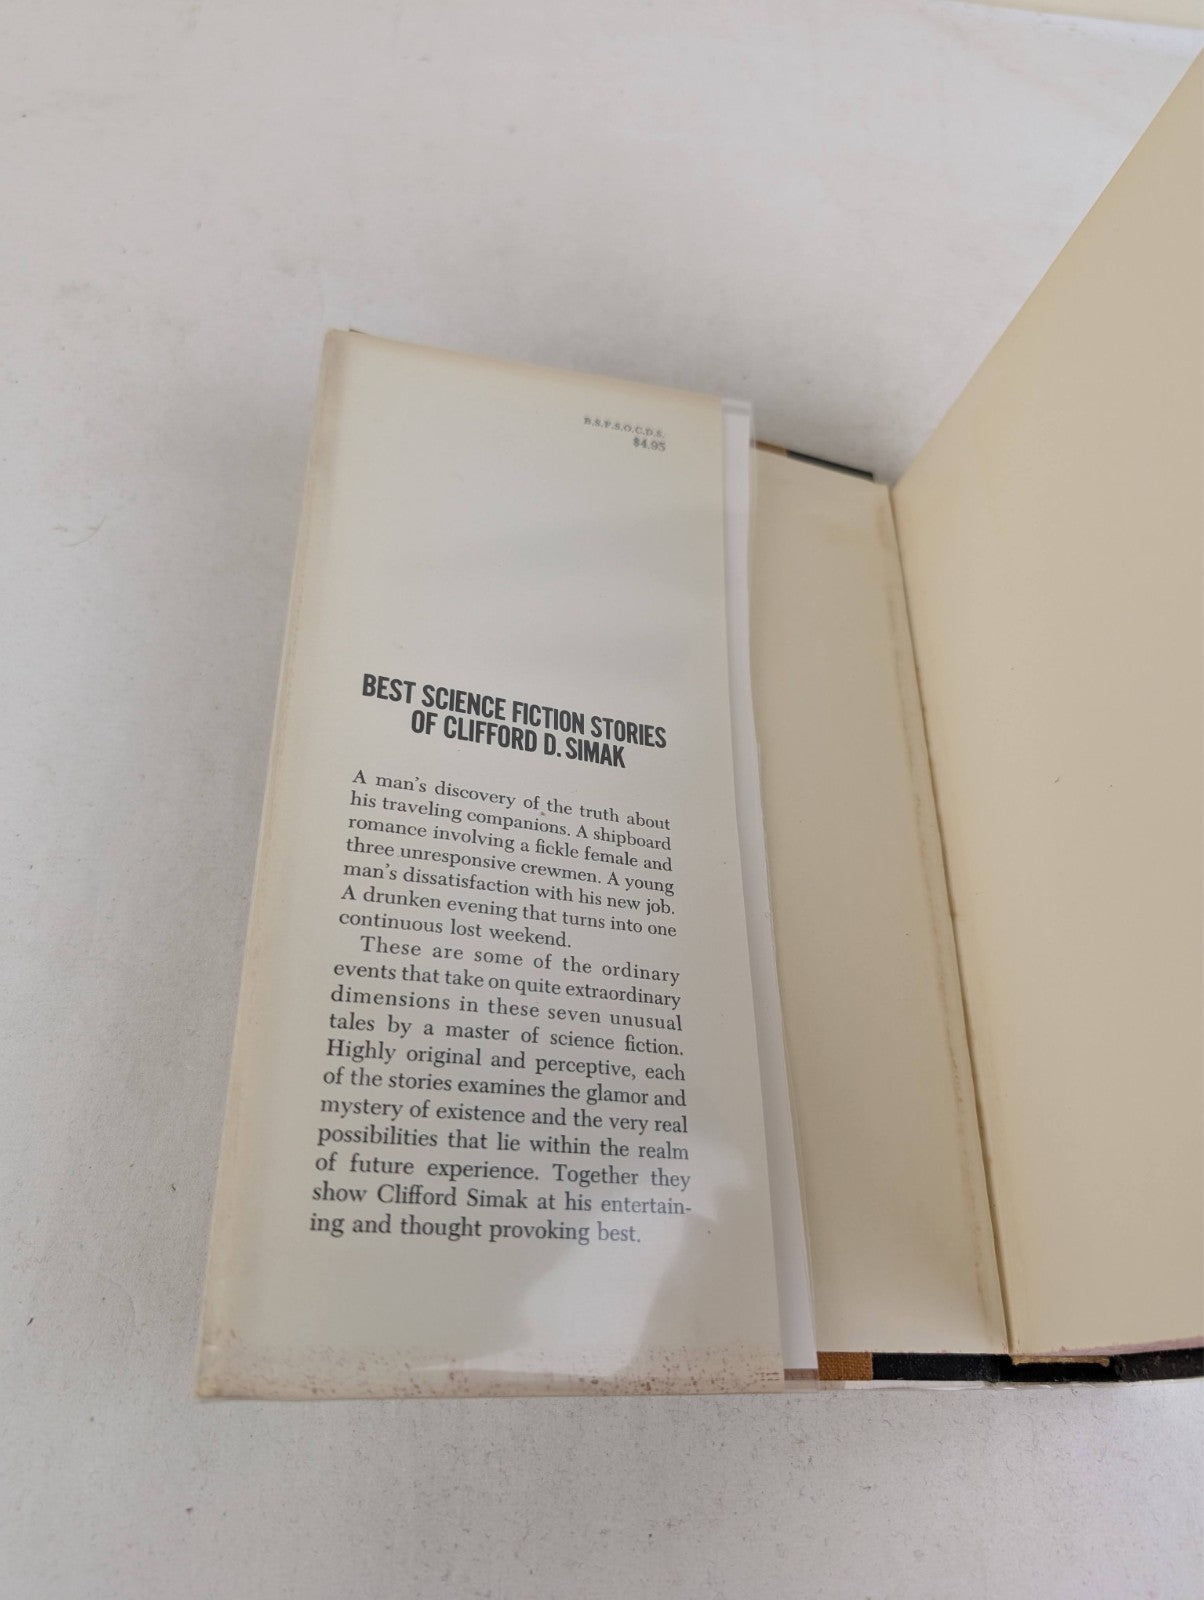 B.S.F.S.O.C.D.S.
$4.95
BEST SCIENCE FICTION STORIES
OF CLIFFORD D. SIMAK
A man's discovery of the truth about
his traveling companions. A shipboard
romance involving a fickle female and
three unresponsive crewmen. A young
man's dissatisfaction with his new job.
A drunken evening that turns into one
continuous lost weekend.
These are some of the ordinary
events that take on quite extraordinary
dimensions in these seven unusual
tales by a master of science fiction.
Highly original and perceptive, each
of the stories examines the glamor and
mystery of existence and the very real
possibilities that lie within the realm
of future experience. Together they
show Clifford Simak at his entertain-
ing and thought provoking best.